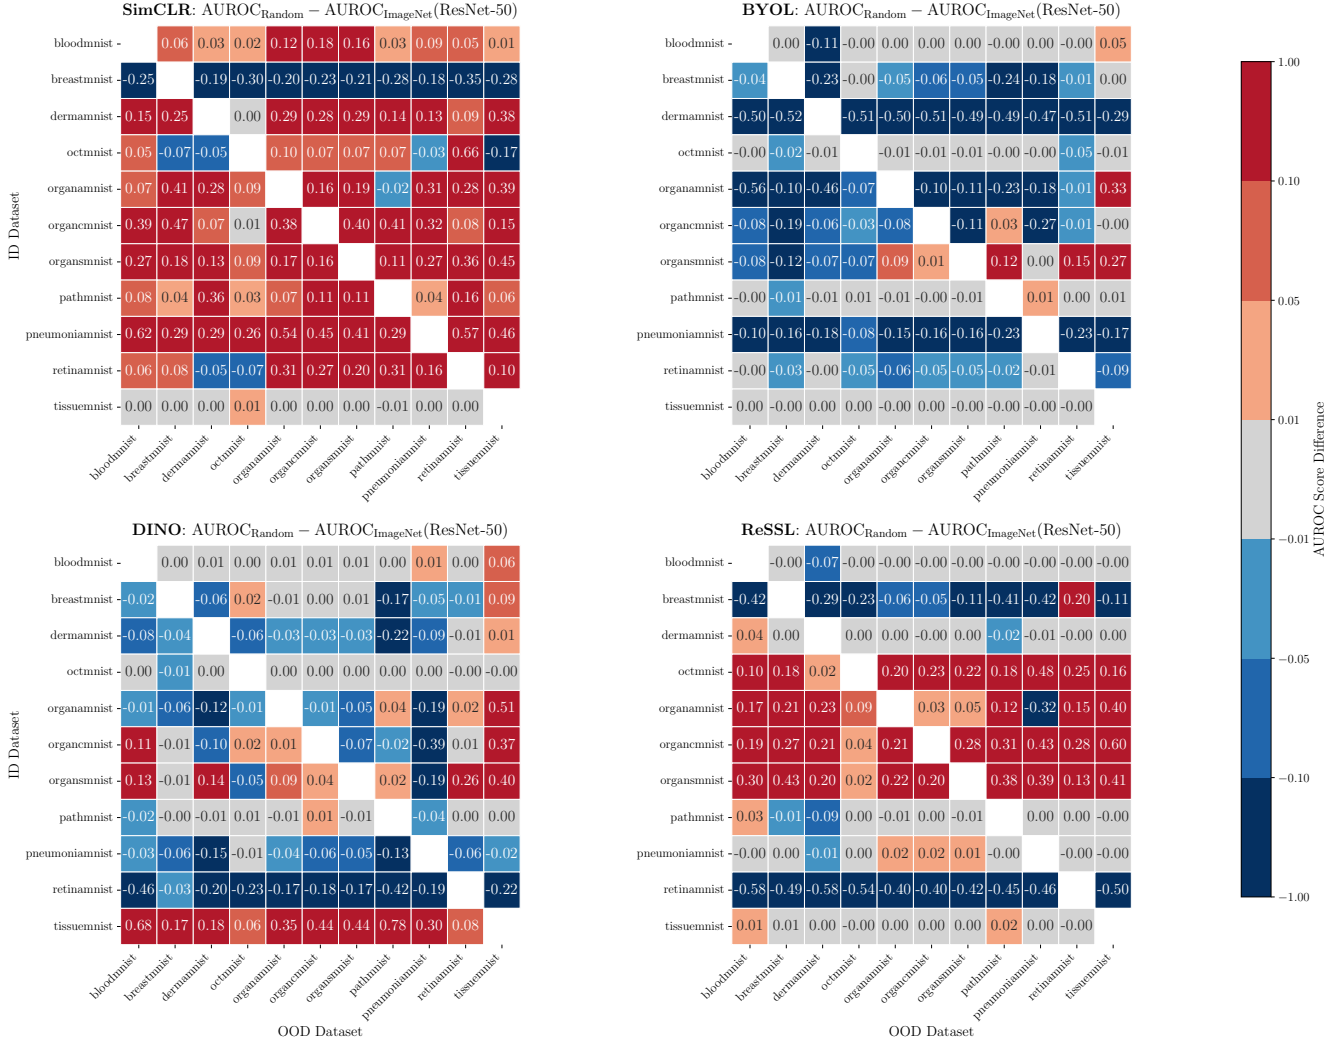 SimCLR: AUROC_Random − AUROC_ImageNet(ResNet-50)
bloodmnist 0.06 0.03 0.02 0.12 0.18 0.16 0.03 0.09 0.05 0.01
breastmnist -0.25 -0.19 -0.30 -0.20 -0.23 -0.21 -0.28 -0.18 -0.35 -0.28
dermamnist 0.15 0.25 0.00 0.29 0.28 0.29 0.14 0.13 0.09 0.38
octmnist 0.05 -0.07 -0.05 0.10 0.07 0.07 0.07 -0.03 0.66 -0.17
organamnist 0.07 0.41 0.28 0.09 0.16 0.19 -0.02 0.31 0.28 0.39
organcmnist 0.39 0.47 0.07 0.01 0.38 0.40 0.41 0.32 0.08 0.15
organsmnist 0.27 0.18 0.13 0.09 0.17 0.16 0.11 0.27 0.36 0.45
pathmnist 0.08 0.04 0.36 0.03 0.07 0.11 0.11 0.04 0.16 0.06
pneumoniamnist 0.62 0.29 0.29 0.26 0.54 0.45 0.41 0.29 0.57 0.46
retinamnist 0.06 0.08 -0.05 -0.07 0.31 0.27 0.20 0.31 0.16 0.10
tissuemnist 0.00 0.00 0.00 0.01 0.00 0.00 0.00 -0.01 0.00 0.00
bloodmnist breastmnist dermamnist octmnist organamnist organcmnist organsmnist pathmnist pneumoniamnist retinamnist tissuemnist
ID Dataset
BYOL: AUROC_Random − AUROC_ImageNet(ResNet-50)
0.00 -0.11 -0.00 0.00 0.00 0.00 -0.00 0.00 -0.00 0.05
-0.04 -0.23 -0.00 -0.05 -0.06 -0.05 -0.24 -0.18 -0.01 0.00
-0.50 -0.52 -0.51 -0.50 -0.51 -0.49 -0.49 -0.47 -0.51 -0.29
-0.00 -0.02 -0.01 -0.01 -0.01 -0.01 -0.00 -0.00 -0.05 -0.01
-0.56 -0.10 -0.46 -0.07 -0.10 -0.11 -0.23 -0.18 -0.01 0.33
-0.08 -0.19 -0.06 -0.03 -0.08 -0.11 0.03 -0.27 -0.01 -0.00
-0.08 -0.12 -0.07 -0.07 0.09 0.01 0.12 0.00 0.15 0.27
-0.00 -0.01 -0.01 0.01 -0.01 -0.00 -0.01 0.01 0.00 0.01
-0.10 -0.16 -0.18 -0.08 -0.15 -0.16 -0.16 -0.23 -0.23 -0.17
-0.00 -0.03 -0.00 -0.05 -0.06 -0.05 -0.05 -0.02 -0.01 -0.09
0.00 -0.00 -0.00 -0.00 -0.00 -0.00 -0.00 -0.00 -0.00 -0.00
bloodmnist
breastmnist
dermamnist
octmnist
organamnist
organcmnist
organsmnist
pathmnist
pneumoniamnist
retinamnist
tissuemnist
bloodmnist breastmnist dermamnist octmnist organamnist organcmnist organsmnist pathmnist pneumoniamnist retinamnist tissuemnist
DINO: AUROC_Random − AUROC_ImageNet(ResNet-50)
bloodmnist 0.00 0.01 0.00 0.01 0.01 0.01 0.00 0.01 0.00 0.06
breastmnist -0.02 -0.06 0.02 -0.01 0.00 0.01 -0.17 -0.05 -0.01 0.09
dermamnist -0.08 -0.04 -0.06 -0.03 -0.03 -0.03 -0.22 -0.09 -0.01 0.01
octmnist 0.00 -0.01 0.00 0.00 0.00 0.00 0.00 0.00 -0.00 -0.00
organamnist -0.01 -0.06 -0.12 -0.01 -0.01 -0.05 0.04 -0.19 0.02 0.51
organcmnist 0.11 -0.01 -0.10 0.02 0.01 -0.07 -0.02 -0.39 0.01 0.37
organsmnist 0.13 -0.01 0.14 -0.05 0.09 0.04 0.02 -0.19 0.26 0.40
pathmnist -0.02 -0.00 -0.01 0.01 -0.01 0.01 -0.01 -0.04 0.00 0.00
pneumoniamnist -0.03 -0.06 -0.15 -0.01 -0.04 -0.06 -0.05 -0.13 -0.06 -0.02
retinamnist -0.46 -0.03 -0.20 -0.23 -0.17 -0.18 -0.17 -0.42 -0.19 -0.22
tissuemnist 0.68 0.17 0.18 0.06 0.35 0.44 0.44 0.78 0.30 0.08
bloodmnist breastmnist dermamnist octmnist organamnist organcmnist organsmnist pathmnist pneumoniamnist retinamnist tissuemnist
ID Dataset
OOD Dataset
ReSSL: AUROC_Random − AUROC_ImageNet(ResNet-50)
bloodmnist -0.00 -0.07 -0.00 -0.00 -0.00 -0.00 -0.00 -0.00 -0.00 -0.00
breastmnist -0.42 -0.29 -0.23 -0.06 -0.05 -0.11 -0.41 -0.42 0.20 -0.11
dermamnist 0.04 0.00 0.00 0.00 -0.00 0.00 -0.02 -0.01 -0.00 0.00
octmnist 0.10 0.18 0.02 0.20 0.23 0.22 0.18 0.48 0.25 0.16
organamnist 0.17 0.21 0.23 0.09 0.03 0.05 0.12 -0.32 0.15 0.40
organcmnist 0.19 0.27 0.21 0.04 0.21 0.28 0.31 0.43 0.28 0.60
organsmnist 0.30 0.43 0.20 0.02 0.22 0.20 0.38 0.39 0.13 0.41
pathmnist 0.03 -0.01 -0.09 0.00 -0.01 0.00 -0.01 0.00 -0.00 -0.00
pneumoniamnist -0.00 0.00 -0.01 0.00 0.02 0.02 0.01 -0.00 -0.00 -0.00
retinamnist -0.58 -0.49 -0.58 -0.54 -0.40 -0.40 -0.42 -0.45 -0.46 -0.50
tissuemnist 0.01 0.01 0.00 -0.00 0.00 0.00 0.00 0.02 0.00 -0.00
bloodmnist breastmnist dermamnist octmnist organamnist organcmnist organsmnist pathmnist pneumoniamnist retinamnist tissuemnist
OOD Dataset
1.00
0.10
0.05
0.01
−0.01
−0.05
−0.10
−1.00
AUROC Score Difference